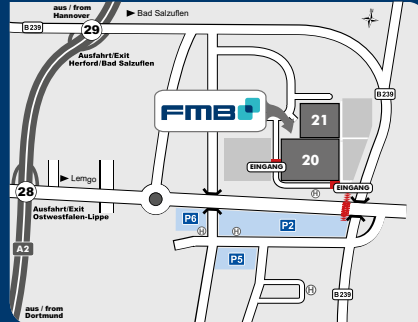 aus / from
Hannover
Bad Salzuflen
B239
29
Ausfahrt/Exit
Herford/Bad Salzuflen
B239
FMB
21
20
EINGANG
Lemgo
H
EINGANG
28
Ausfahrt/Exit
Ostwestfalen-Lippe
P6
P2
H
H
A2
P5
H
B239
aus / from
Dortmund